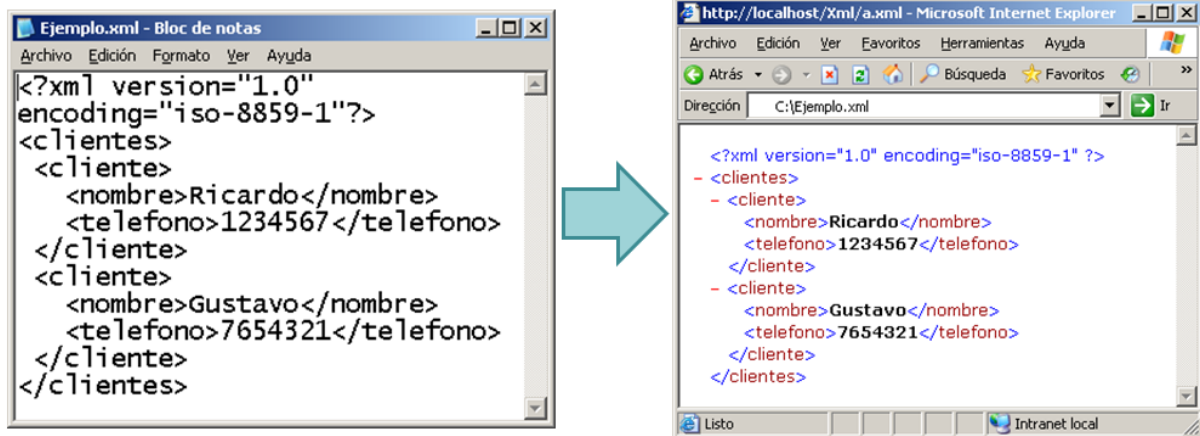 Ejemplo.xml - Bloc de notas
Archivo Edición Formato Ver Ayuda
<?xml version="1.0"
encoding="iso-8859-1"?>
<clientes>
<cliente>
<nombre>Ricardo</nombre>
<telefono>1234567</telefono>
</cliente>
<cliente>
<nombre>Gustavo</nombre>
<telefono>7654321</telefono>
</cliente>
</clientes>
http://localhost/Xml/a.xml - Microsoft Internet Explorer
Archivo Edición Ver Favoritos Herramientas Ayuda
Atrás Búsqueda Favoritos »
Dirección C:\Ejemplo.xml Ir
<?xml version="1.0" encoding="iso-8859-1" ?>
- <clientes>
- <cliente>
<nombre>Ricardo</nombre>
<telefono>1234567</telefono>
</cliente>
- <cliente>
<nombre>Gustavo</nombre>
<telefono>7654321</telefono>
</cliente>
</clientes>
Listo Intranet local